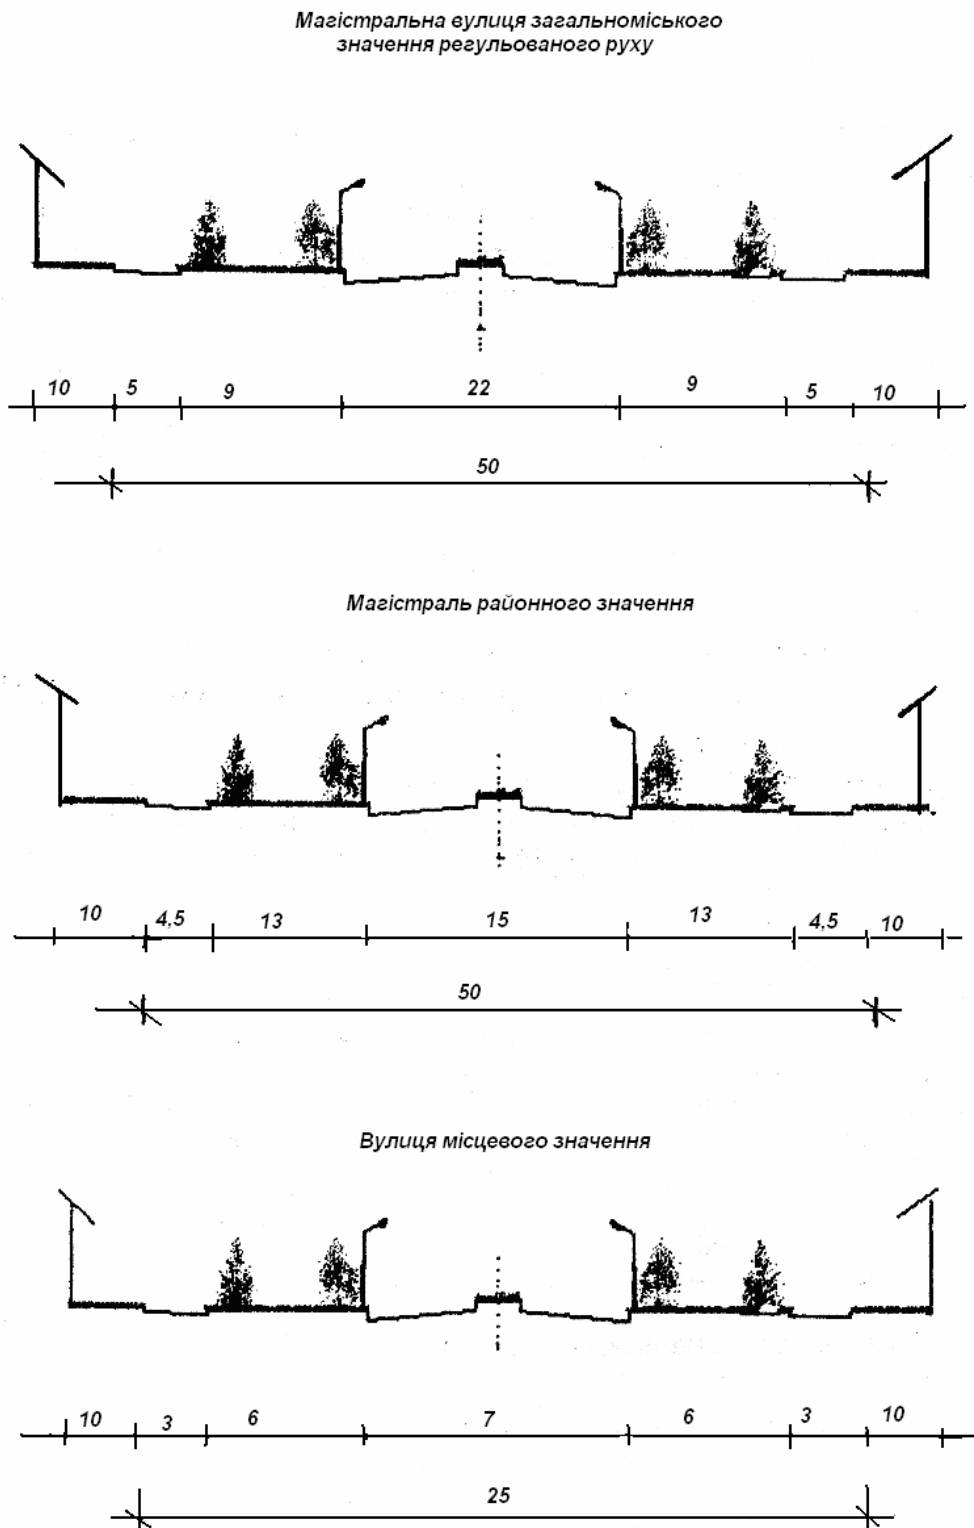 Магістральна вулиця загальноміського
значення регульованого руху
10 5 9 22 9 5 10
50
Магістраль районного значення
10 4,5 13 15 13 4,5 10
50
Вулиця місцевого значення
10 3 6 7 6 3 10
25